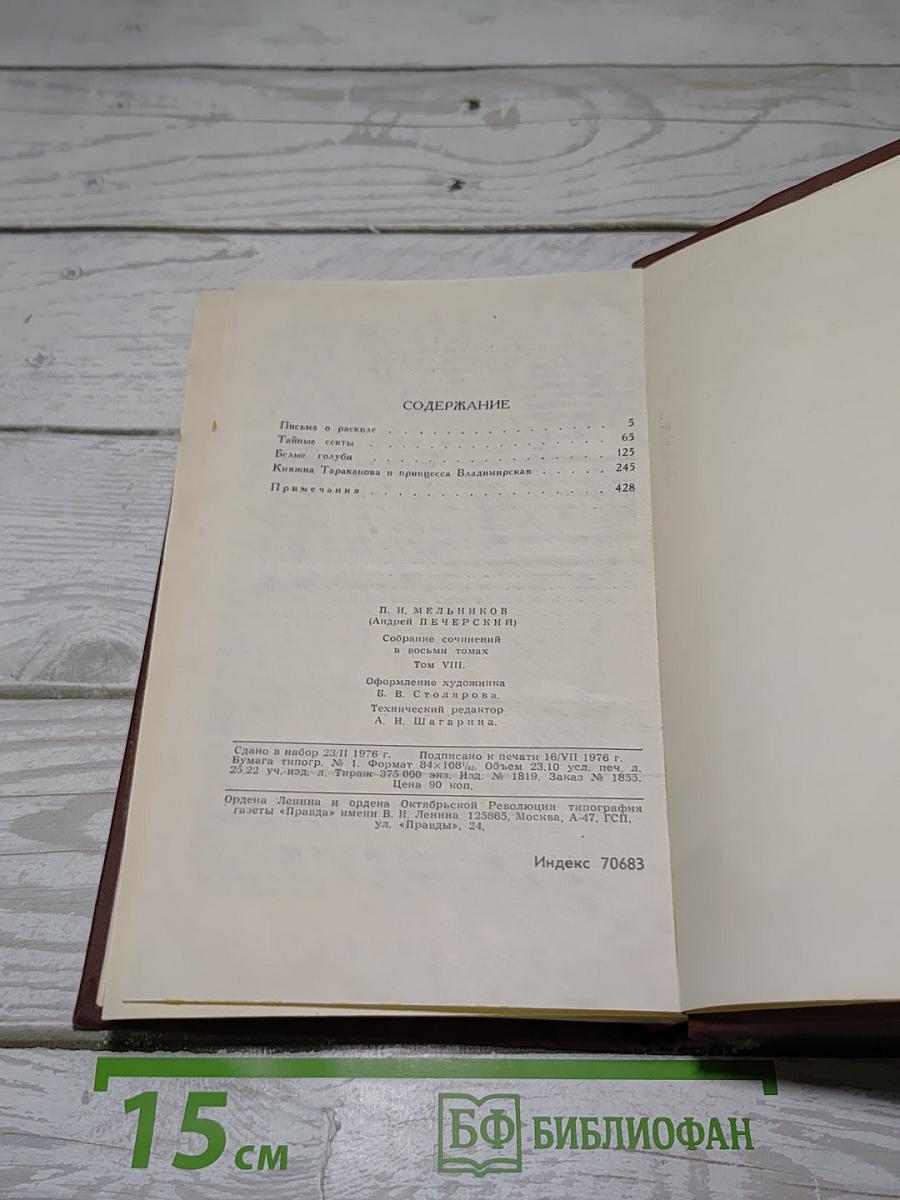 СОДЕРЖАНИЕ
Письма о расколе . . . . . . . . . . . . . . 5
Тайные секты . . . . . . . . . . . . . . . 65
Белые голуби . . . . . . . . . . . . . . . 125
Княжна Тараканова и принцесса Владимирская . . . . . 245
Примечания . . . . . . . . . . . . . . . 428
П. И. МЕЛЬНИКОВ
(Андрей ПЕЧЕРСКИЙ)
Собрание сочинений
в восьми томах
Том VIII.
Оформление художника
Б. В. Столярова.
Технический редактор
А. И. Шагарина.
Сдано в набор 23/II 1976 г. Подписано к печати 16/VII 1976 г.
Бумага типогр. № 1. Формат 84×108¹/₃₂. Объем 23,10 усл. печ. л.
25,22 уч.-изд. л. Тираж 375 000 экз. Изд. № 1819. Заказ № 1855.
Цена 90 коп.
Ордена Ленина и ордена Октябрьской Революции типография
газеты «Правда» имени В. И. Ленина. 125865, Москва, А-47, ГСП,
ул. «Правды», 24.
Индекс 70683
15 см
БФ БИБЛИОФАН